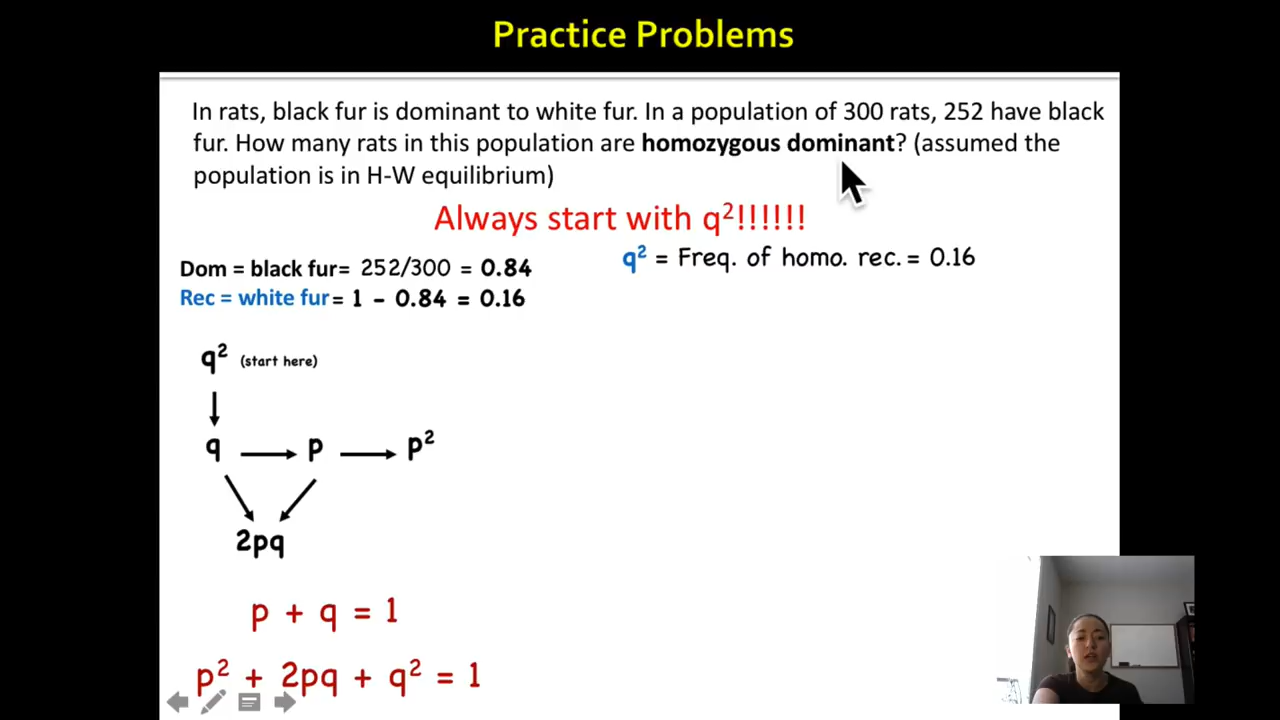 Practice Problems
In rats, black fur is dominant to white fur. In a population of 300 rats, 252 have black
fur. How many rats in this population are homozygous dominant? (assumed the
population is in H-W equilibrium)
Always start with q²!!!!!!
Dom = black fur= 252/300 = 0.84
Rec = white fur = 1 - 0.84 = 0.16
q² = Freq. of homo. rec. = 0.16
q² (start here)
q p p²
2pq
p + q = 1
p² + 2pq + q² = 1